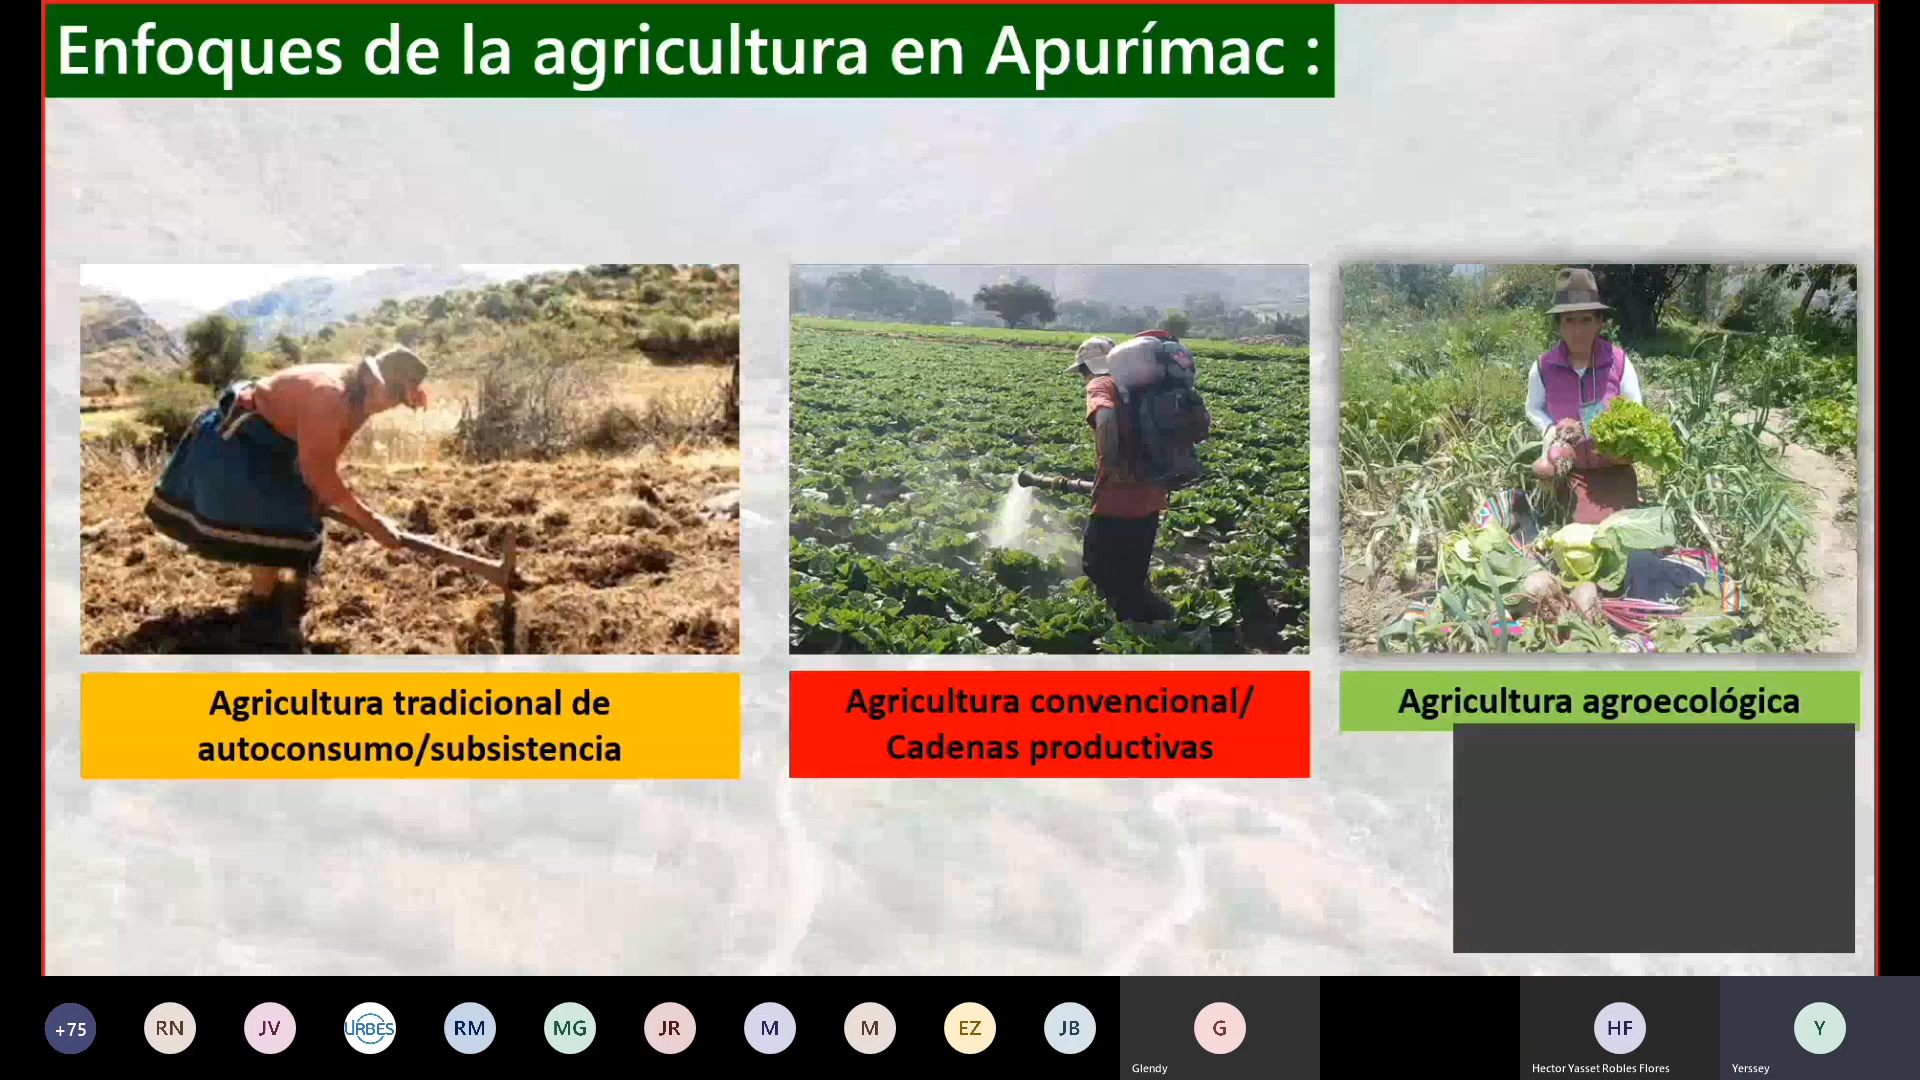 Enfoques de la agricultura en Apurímac :
Agricultura tradicional de
autoconsumo/subsistencia
Agricultura convencional/
Cadenas productivas
Agricultura agroecológica
+75
RN
JV
URBES
RM
MG
JR
M
M
EZ
JB
G
Glendy
HF
Hector Yasset Robles Flores
Y
Yerssey